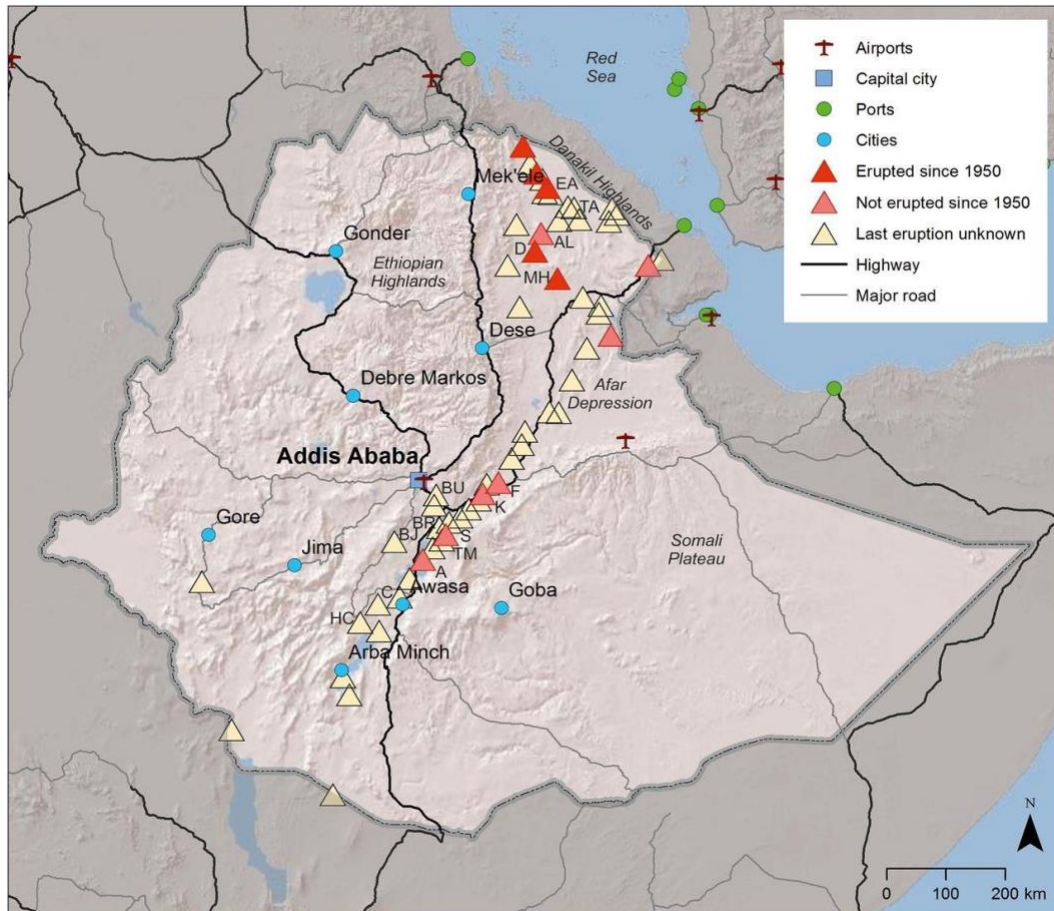 Red
Sea
Airports
Capital city
Ports
Cities
Erupted since 1950
Not erupted since 1950
Last eruption unknown
Highway
Major road
Danakil Highlands
Mek'ele
EA
TA
Gonder
D
AL
Ethiopian
Highlands
MH
Dese
Debre Markos
Afar
Depression
Addis Ababa
BU
F
K
Gore
BR
BJ
S
Jima
TM
Somali
Plateau
A
Awasa
C
Goba
HC
Arba Minch
N
0 100 200 km